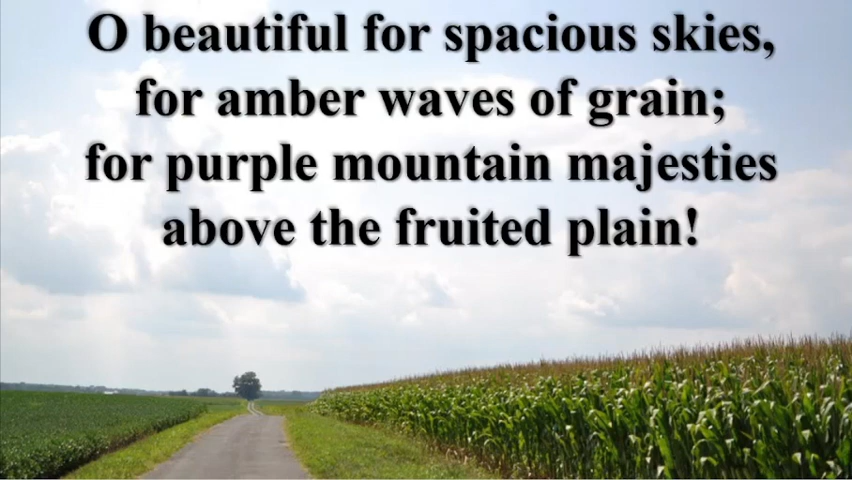 O beautiful for spacious skies,
for amber waves of grain;
for purple mountain majesties
above the fruited plain!